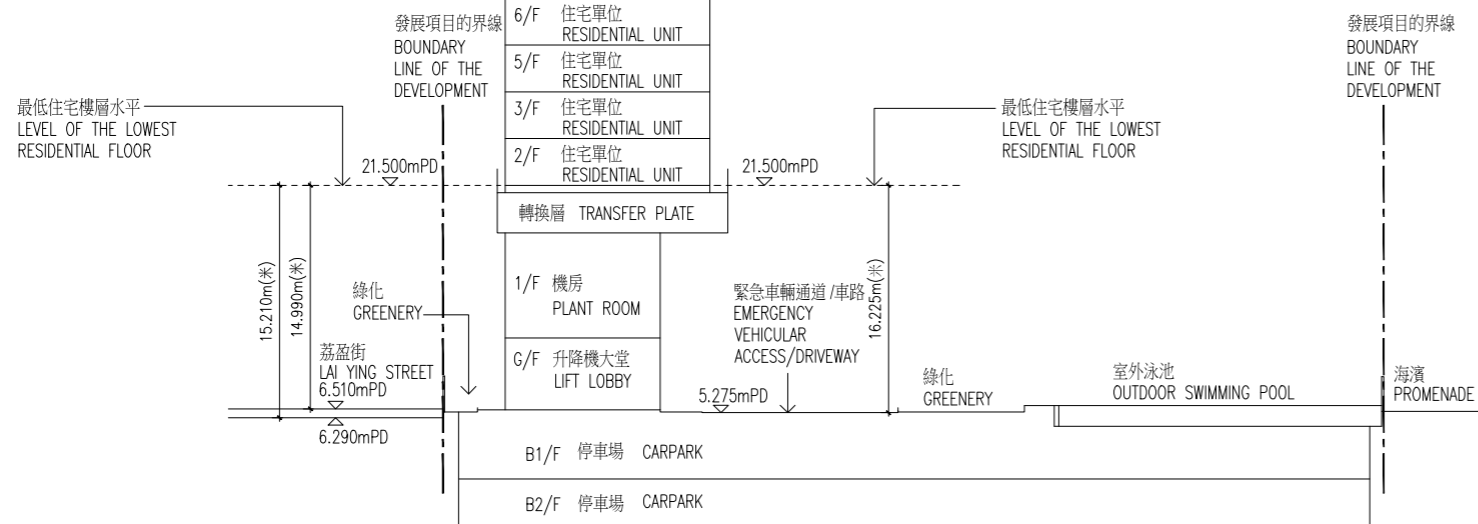 6/F 住宅單位
RESIDENTIAL UNIT
5/F 住宅單位
RESIDENTIAL UNIT
3/F 住宅單位
RESIDENTIAL UNIT
2/F 住宅單位
RESIDENTIAL UNIT
發展項目的界線
BOUNDARY
LINE OF THE
DEVELOPMENT
發展項目的界線
BOUNDARY
LINE OF THE
DEVELOPMENT
最低住宅樓層水平
LEVEL OF THE LOWEST
RESIDENTIAL FLOOR
最低住宅樓層水平
LEVEL OF THE LOWEST
RESIDENTIAL FLOOR
21.500mPD
21.500mPD
轉換層 TRANSFER PLATE
15.210m(米)
14.990m(米)
16.225m(米)
1/F 機房
PLANT ROOM
綠化
GREENERY
緊急車輛通道/車路
EMERGENCY
VEHICULAR
ACCESS/DRIVEWAY
荔盈街
LAI YING STREET
6.510mPD
6.290mPD
G/F 升降機大堂
LIFT LOBBY
5.275mPD
綠化
GREENERY
室外泳池
OUTDOOR SWIMMING POOL
海濱
PROMENADE
B1/F 停車場 CARPARK
B2/F 停車場 CARPARK